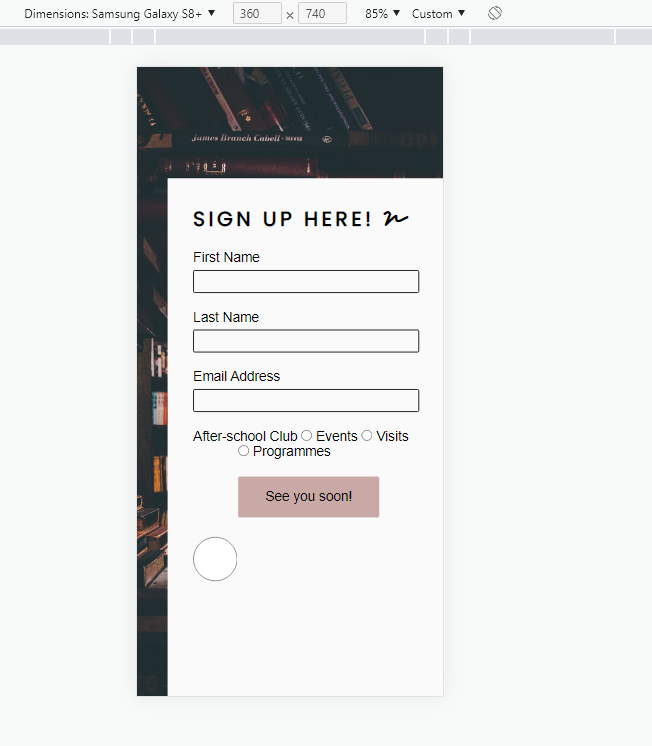 Dimensions: Samsung Galaxy S8+ 360 × 740 85% Custom
James Branch Cabell
SIGN UP HERE!
First Name
Last Name
Email Address
After-school Club Events Visits
Programmes
See you soon!